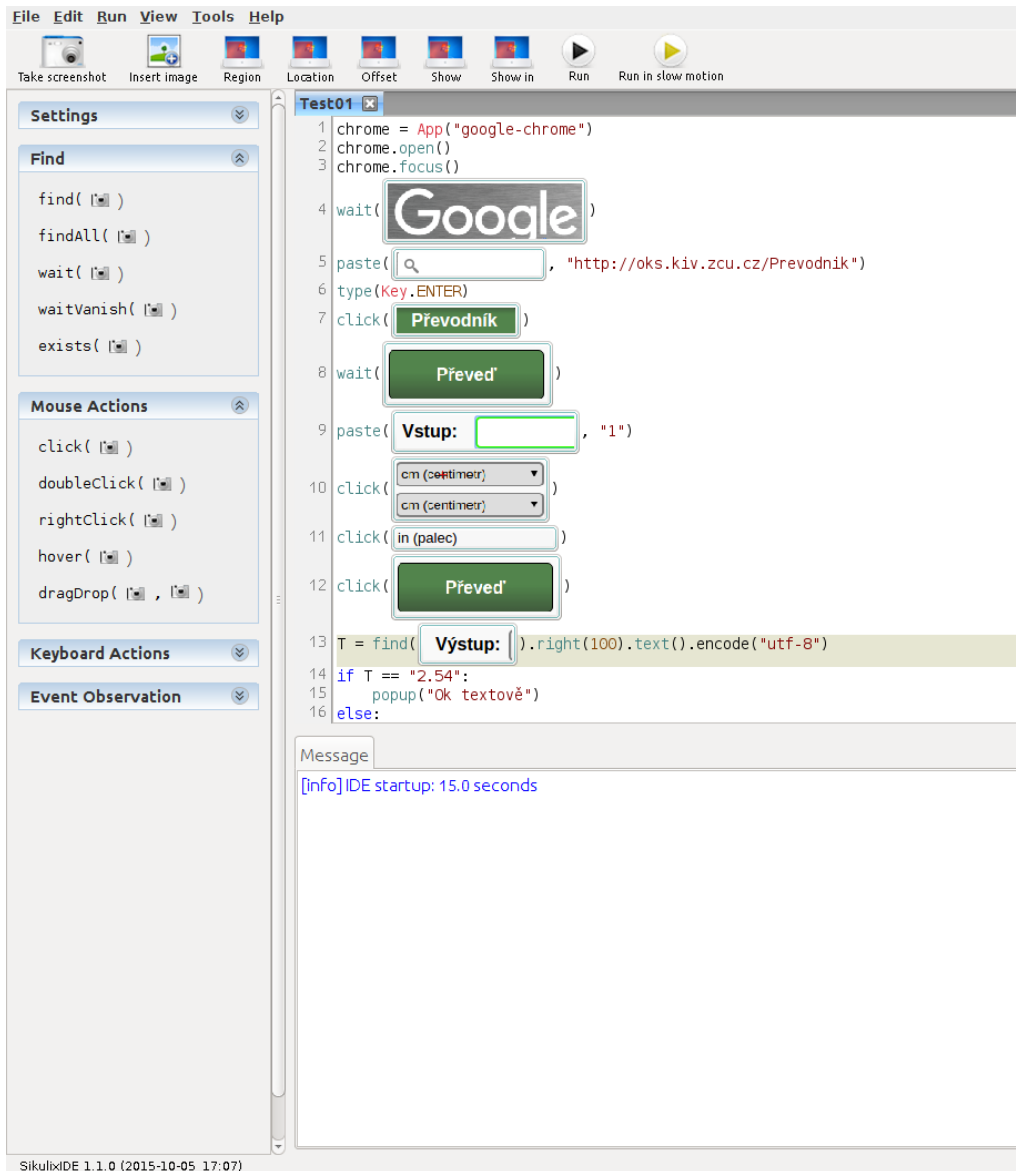 File Edit Run View Tools Help
Take screenshot Insert image Region Location Offset Show Show in Run Run in slow motion
Settings
Find
find( )
findAll( )
wait( )
waitVanish( )
exists( )
Mouse Actions
click( )
doubleClick( )
rightClick( )
hover( )
dragDrop( , )
Keyboard Actions
Event Observation
Test01
1 chrome = App("google-chrome")
2 chrome.open()
3 chrome.focus()
4 wait( Google )
5 paste( , "http://oks.kiv.zcu.cz/Prevodnik")
6 type(Key.ENTER)
7 click( Převodník )
8 wait( Převeď )
9 paste( Vstup: , "1")
10 click( cm (centimetr)
cm (centimetr) )
11 click( in (palec) )
12 click( Převeď )
13 T = find( Výstup: ).right(100).text().encode("utf-8")
14 if T == "2.54":
15 popup("Ok textově")
16 else:
Message
[info] IDE startup: 15.0 seconds
SikulixIDE 1.1.0 (2015-10-05 17:07)